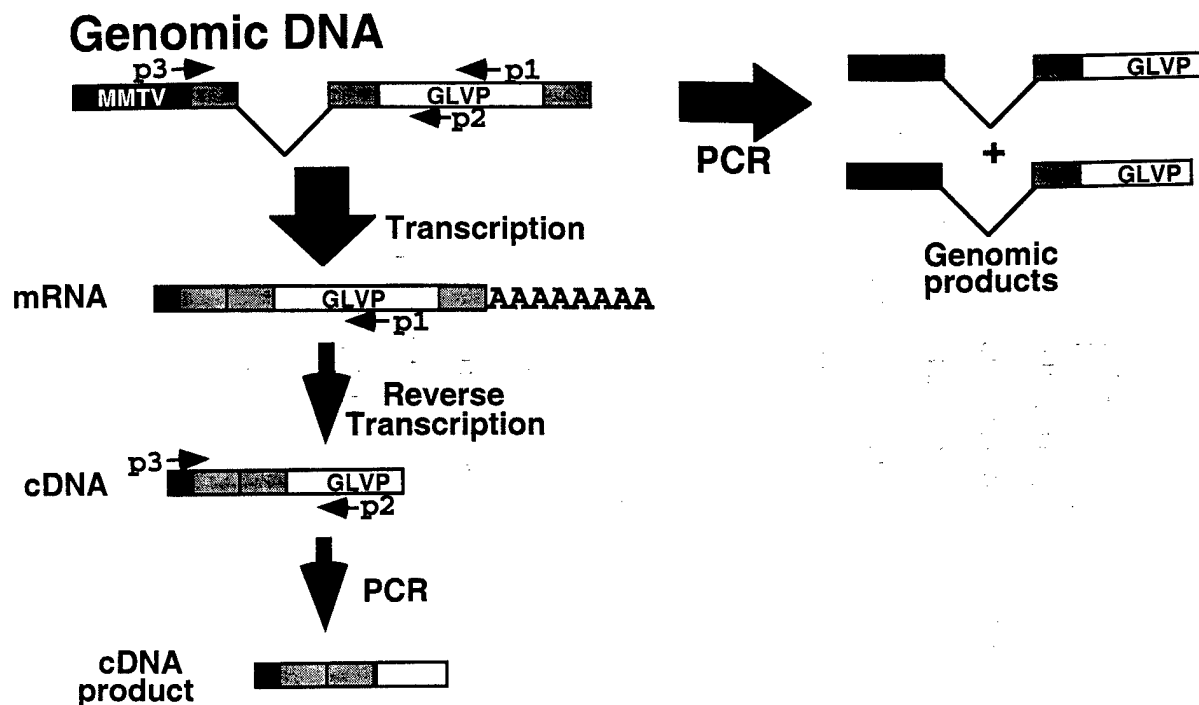 Genomic DNA
p3
p1
MMTV
GLVP
p2
PCR
GLVP
+
GLVP
Genomic
products
Transcription
mRNA
GLVP
AAAAAAAA
p1
Reverse
Transcription
p3
cDNA
GLVP
p2
PCR
cDNA
product